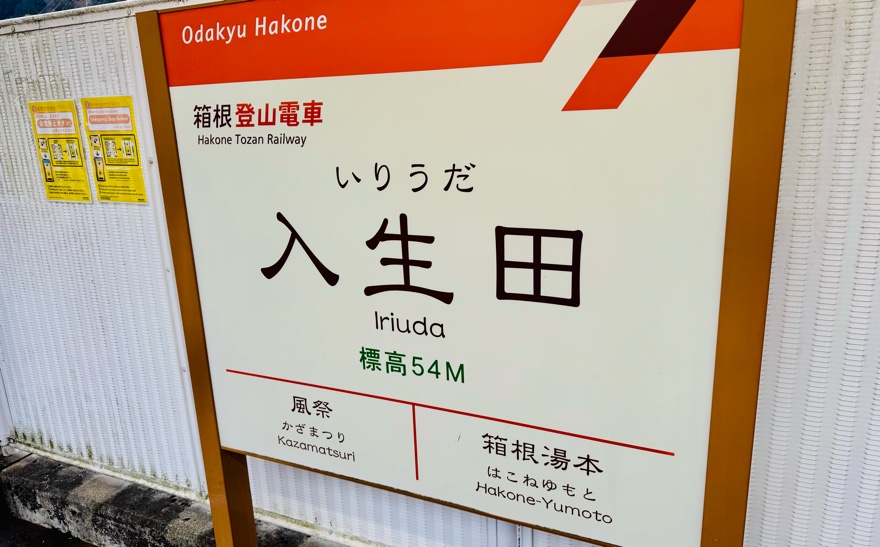 Odakyu Hakone
箱根登山電車
Hakone Tozan Railway
いりうだ
入生田
Iriuda
標高54M
風祭
かざまつり
Kazamatsuri
箱根湯本
はこねゆもと
Hakone-Yumoto